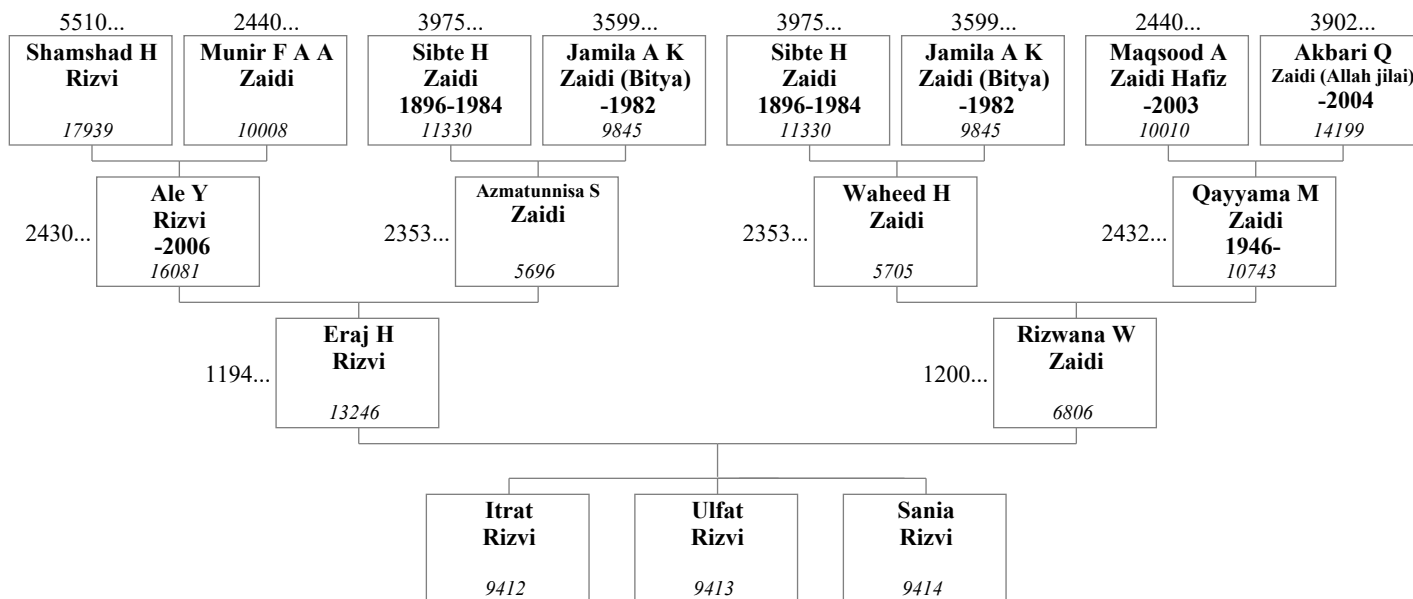 5510... 2440... 3975... 3599... 3975... 3599... 2440... 3902...
Shamshad H
Rizvi
17939
Munir F A A
Zaidi
10008
Sibte H
Zaidi
1896-1984
11330
Jamila A K
Zaidi (Bitya)
-1982
9845
Sibte H
Zaidi
1896-1984
11330
Jamila A K
Zaidi (Bitya)
-1982
9845
Maqsood A
Zaidi Hafiz
-2003
10010
Akbari Q
Zaidi (Allah jilai)
-2004
14199
2430...
Ale Y
Rizvi
-2006
16081
2353...
Azmatunnisa S
Zaidi
5696
2353...
Waheed H
Zaidi
5705
2432...
Qayyama M
Zaidi
1946-
10743
1194...
Eraj H
Rizvi
13246
1200...
Rizwana W
Zaidi
6806
Itrat
Rizvi
9412
Ulfat
Rizvi
9413
Sania
Rizvi
9414